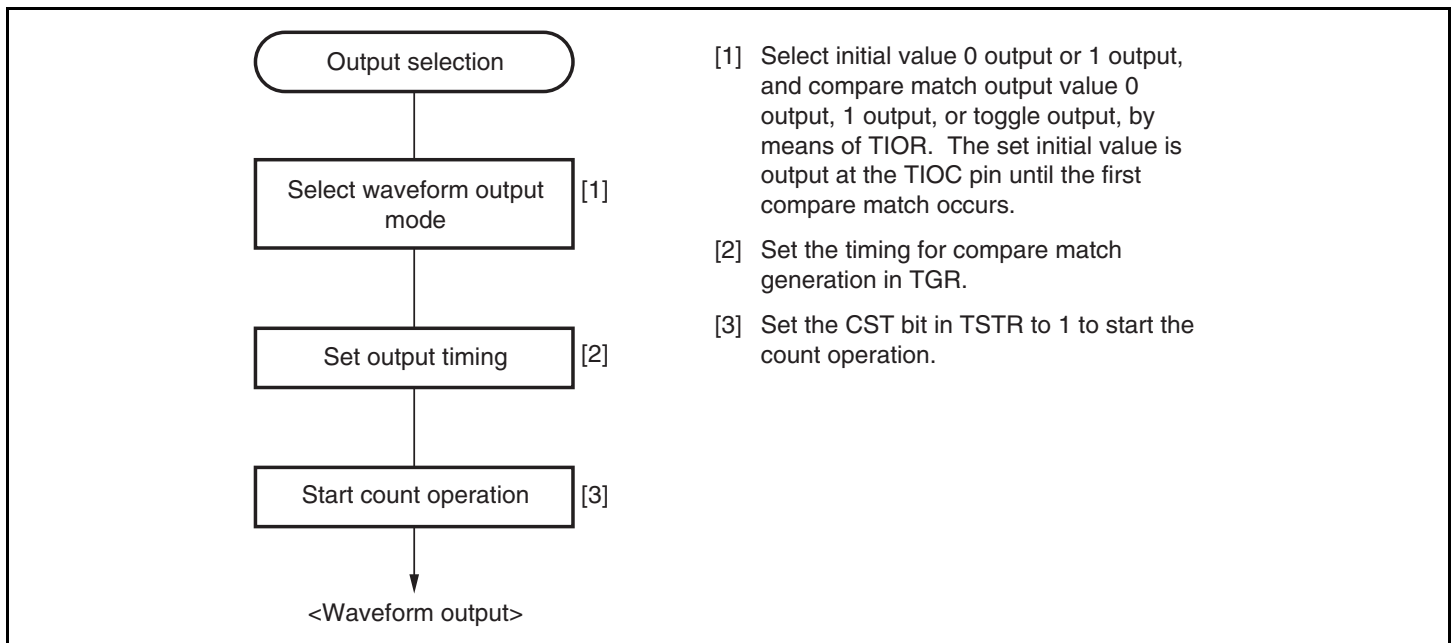 Output selection
Select waveform output
mode
[1]
Set output timing
[2]
Start count operation
[3]
<Waveform output>
[1] Select initial value 0 output or 1 output,
and compare match output value 0
output, 1 output, or toggle output, by
means of TIOR. The set initial value is
output at the TIOC pin until the first
compare match occurs.
[2] Set the timing for compare match
generation in TGR.
[3] Set the CST bit in TSTR to 1 to start the
count operation.